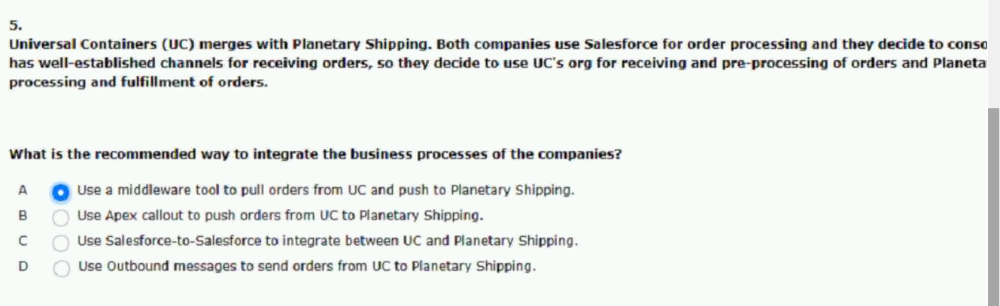 5.
Universal Containers (UC) merges with Planetary Shipping. Both companies use Salesforce for order processing and they decide to conso
has well-established channels for receiving orders, so they decide to use UC's org for receiving and pre-processing of orders and Planeta
processing and fulfillment of orders.
What is the recommended way to integrate the business processes of the companies?
A Use a middleware tool to pull orders from UC and push to Planetary Shipping.
B Use Apex callout to push orders from UC to Planetary Shipping.
C Use Salesforce-to-Salesforce to integrate between UC and Planetary Shipping.
D Use Outbound messages to send orders from UC to Planetary Shipping.